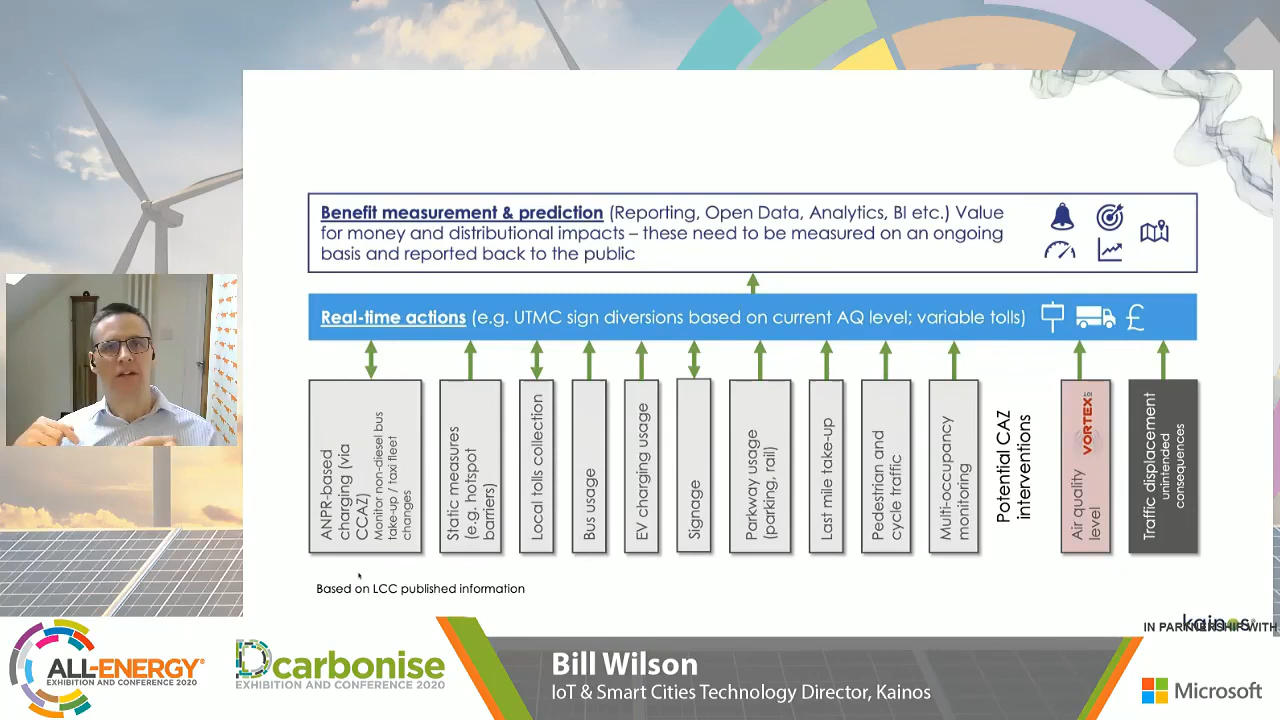 Benefit measurement & prediction (Reporting, Open Data, Analytics, BI etc.) Value
for money and distributional impacts – these need to be measured on an ongoing
basis and reported back to the public
Real-time actions (e.g. UTMC sign diversions based on current AQ level; variable tolls)
£
ANPR-based
charging (via
CCAZ)
Monitor non-diesel bus
take-up / taxi fleet
changes
Static measures
(e.g. hotspot
barriers)
Local tolls collection
Bus usage
EV charging usage
Signage
Parkway usage
(parking, rail)
Last mile take-up
Pedestrian and
cycle traffic
Multi-occupancy
monitoring
Potential CAZ
interventions
Air quality
level
VORTEX
Traffic displacement
unintended
consequences
Based on LCC published information
kainos
IN PARTNERSHIP WITH
ALL-ENERGY®
EXHIBITION AND CONFERENCE 2020
Dcarbonise
EXHIBITION AND CONFERENCE 2020
Bill Wilson
IoT & Smart Cities Technology Director, Kainos
Microsoft